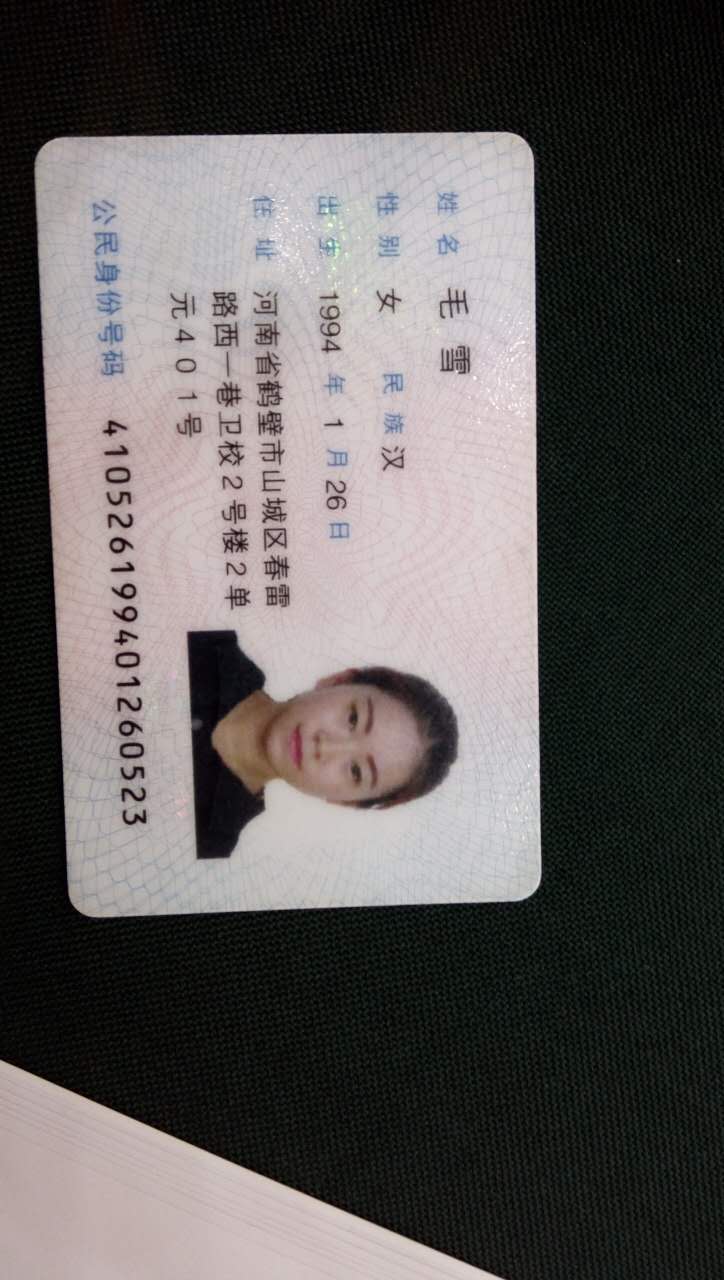 姓名 毛雪
性别 女 民族 汉
出生 1994 年 1 月 26 日
住址 河南省鹤壁市山城区春雷
路西一巷卫校2号楼2单
元401号
公民身份号码 410526199401260523